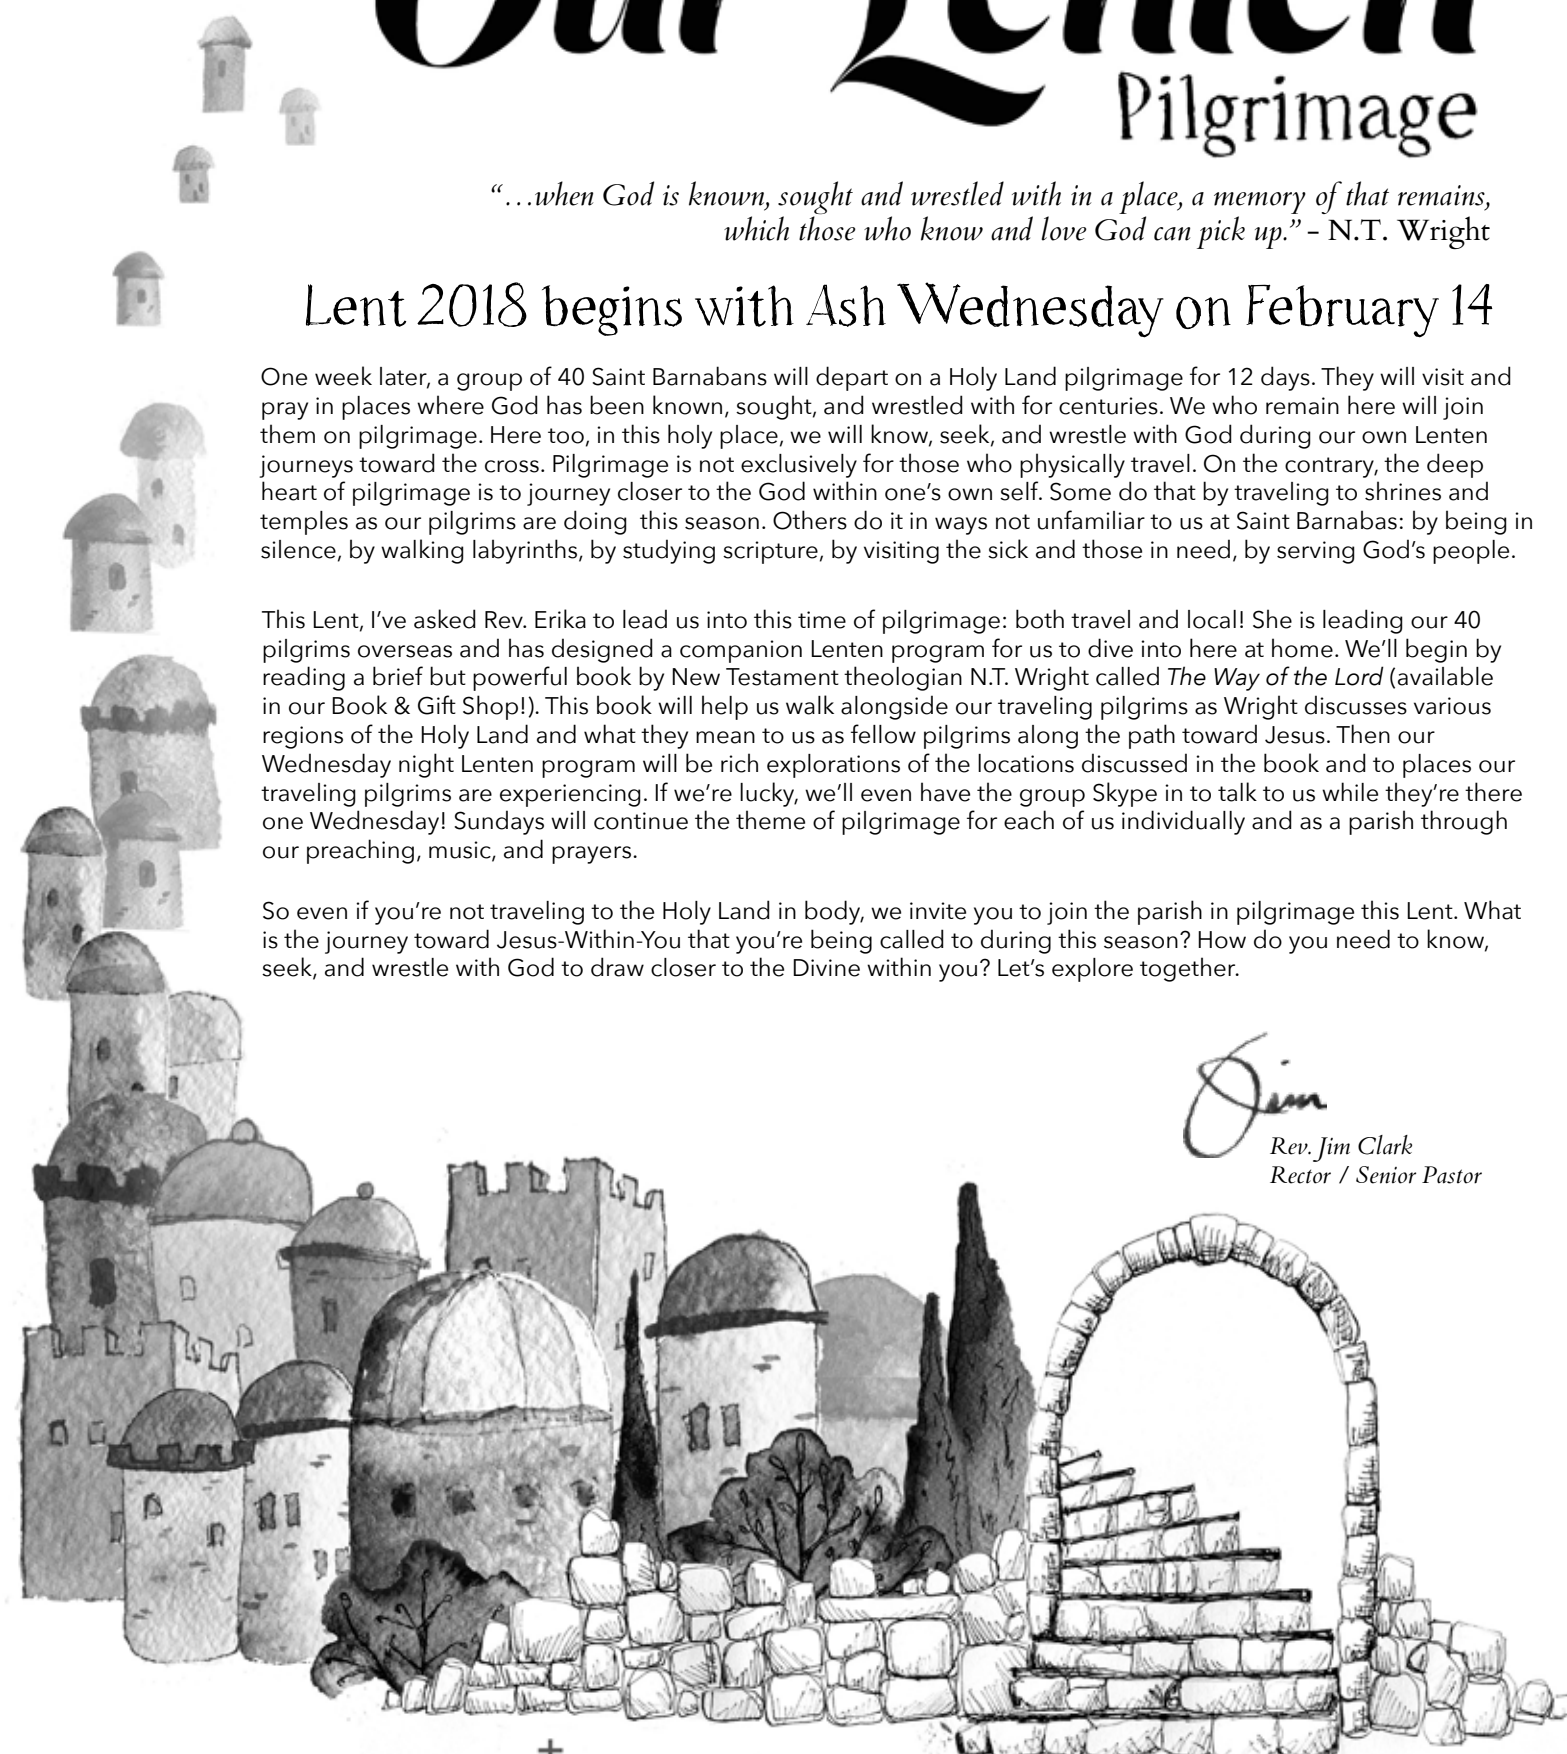 Our Lenten
Pilgrimage
“…when God is known, sought and wrestled with in a place, a memory of that remains,
which those who know and love God can pick up.” – N.T. Wright
Lent 2018 begins with Ash Wednesday on February 14
One week later, a group of 40 Saint Barnabans will depart on a Holy Land pilgrimage for 12 days. They will visit and
pray in places where God has been known, sought, and wrestled with for centuries. We who remain here will join
them on pilgrimage. Here too, in this holy place, we will know, seek, and wrestle with God during our own Lenten
journeys toward the cross. Pilgrimage is not exclusively for those who physically travel. On the contrary, the deep
heart of pilgrimage is to journey closer to the God within one’s own self. Some do that by traveling to shrines and
temples as our pilgrims are doing  this season. Others do it in ways not unfamiliar to us at Saint Barnabas: by being in
silence, by walking labyrinths, by studying scripture, by visiting the sick and those in need, by serving God’s people.
This Lent, I’ve asked Rev. Erika to lead us into this time of pilgrimage: both travel and local! She is leading our 40
pilgrims overseas and has designed a companion Lenten program for us to dive into here at home. We’ll begin by
reading a brief but powerful book by New Testament theologian N.T. Wright called The Way of the Lord (available
in our Book & Gift Shop!). This book will help us walk alongside our traveling pilgrims as Wright discusses various
regions of the Holy Land and what they mean to us as fellow pilgrims along the path toward Jesus. Then our
Wednesday night Lenten program will be rich explorations of the locations discussed in the book and to places our
traveling pilgrims are experiencing. If we’re lucky, we’ll even have the group Skype in to talk to us while they’re there
one Wednesday! Sundays will continue the theme of pilgrimage for each of us individually and as a parish through
our preaching, music, and prayers.
So even if you’re not traveling to the Holy Land in body, we invite you to join the parish in pilgrimage this Lent. What
is the journey toward Jesus-Within-You that you’re being called to during this season? How do you need to know,
seek, and wrestle with God to draw closer to the Divine within you? Let’s explore together.
Jim
Rev. Jim Clark
Rector / Senior Pastor